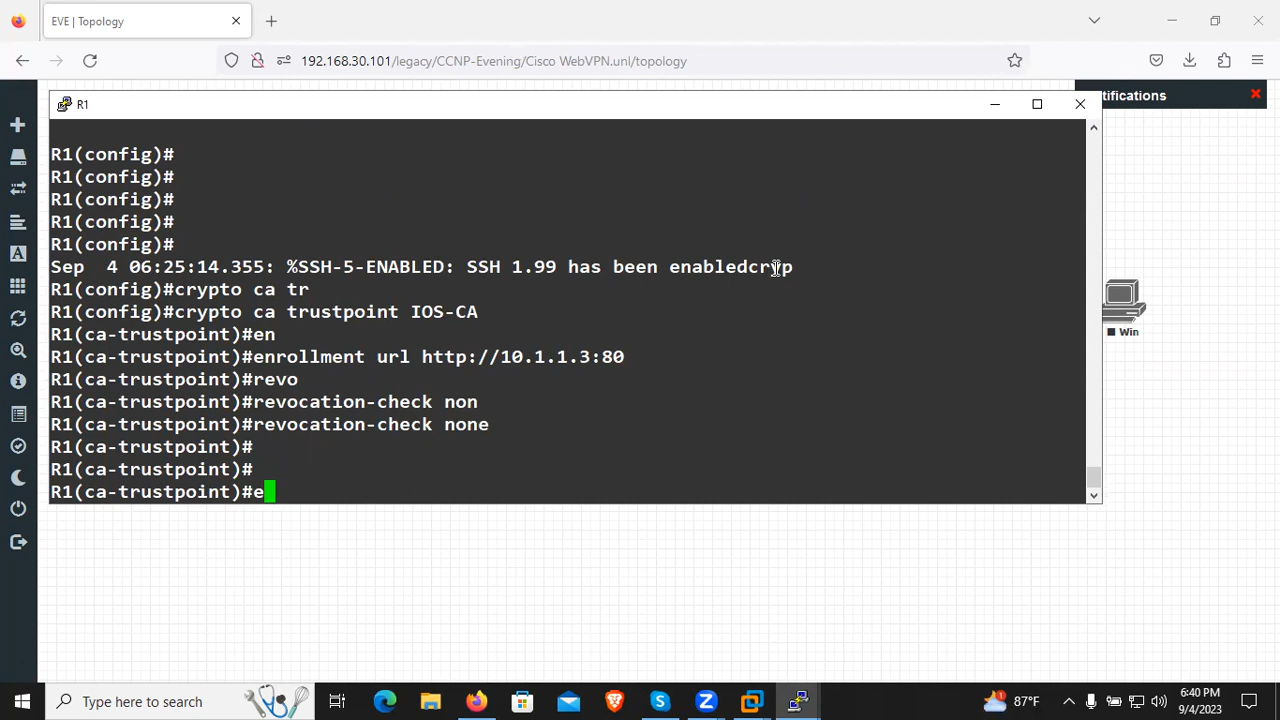 EVE | Topology
192.168.30.101/legacy/CCNP-Evening/Cisco WebVPN.unl/topology
tifications
R1
R1(config)#
R1(config)#
R1(config)#
R1(config)#
R1(config)#
Sep  4 06:25:14.355: %SSH-5-ENABLED: SSH 1.99 has been enabledcryp
R1(config)#crypto ca tr
R1(config)#crypto ca trustpoint IOS-CA
R1(ca-trustpoint)#en
R1(ca-trustpoint)#enrollment url http://10.1.1.3:80
R1(ca-trustpoint)#revo
R1(ca-trustpoint)#revocation-check non
R1(ca-trustpoint)#revocation-check none
R1(ca-trustpoint)#
R1(ca-trustpoint)#
R1(ca-trustpoint)#e
Win
Type here to search
87°F
6:40 PM
9/4/2023